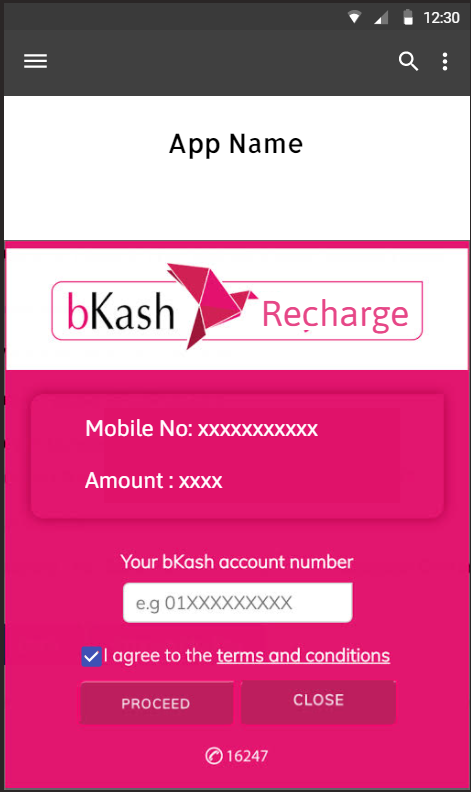 12:30
App Name
bKash Recharge
Mobile No: xxxxxxxxxxx
Amount : xxxx
Your bKash account number
e.g 01XXXXXXXXX
I agree to the terms and conditions
PROCEED CLOSE
16247